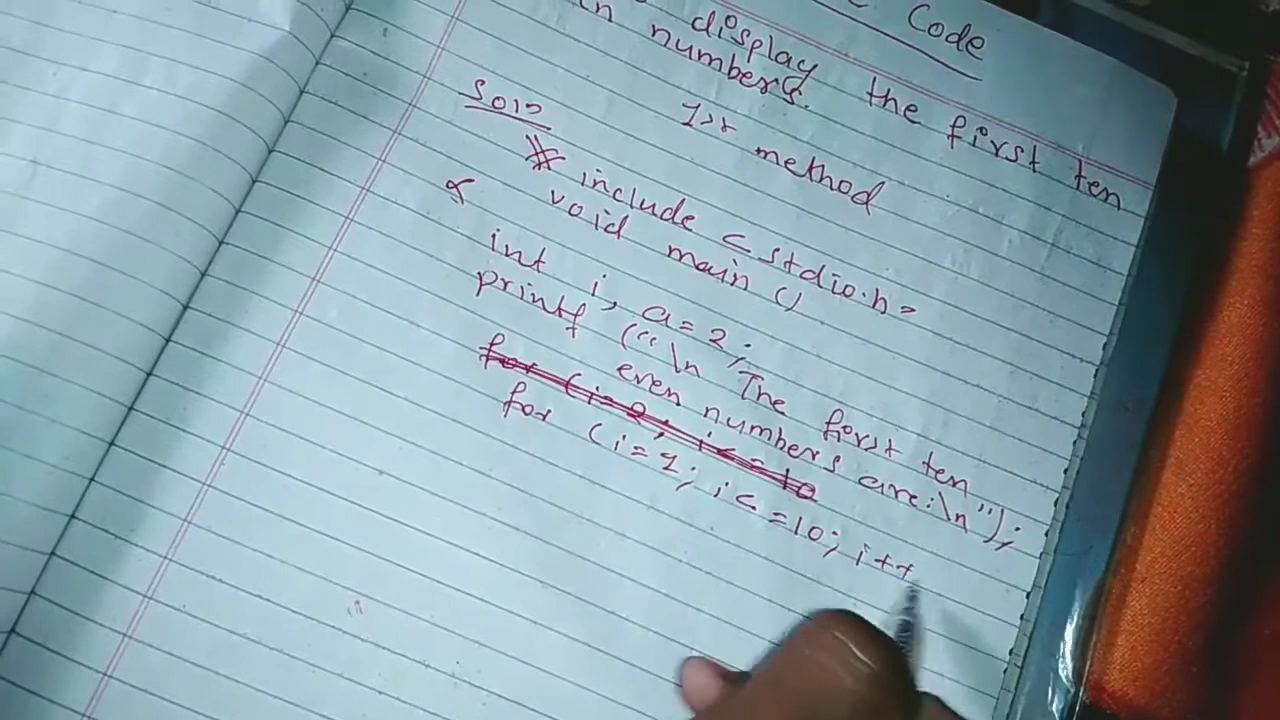 Code
display the first ten
numbers.
1st method
Soln
# include <stdio.h>
void main ()
{
int i, a=2;
printf ("\n The first ten
even numbers are:\n");
for (i=2; i<=10
for (i=1; i<=10; i++